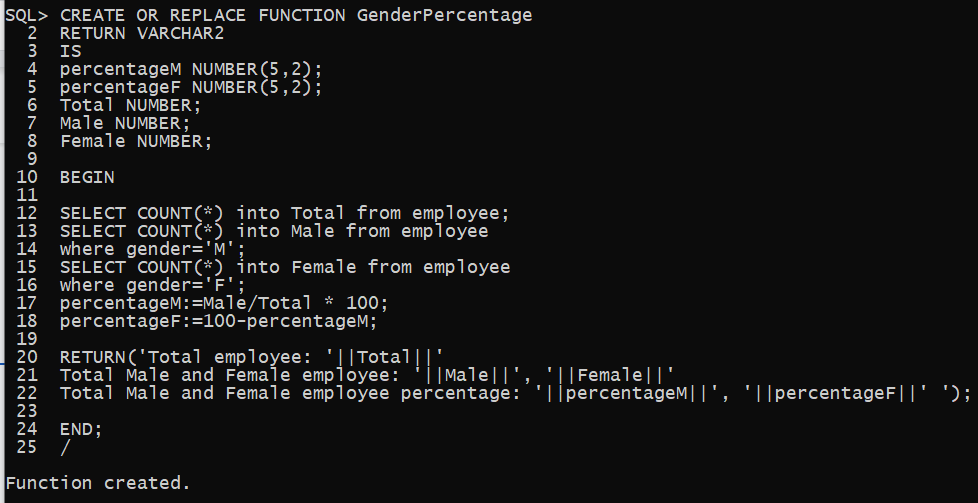 SQL> CREATE OR REPLACE FUNCTION GenderPercentage
2 RETURN VARCHAR2
3 IS
4 percentageM NUMBER(5,2);
5 percentageF NUMBER(5,2);
6 Total NUMBER;
7 Male NUMBER;
8 Female NUMBER;
9
10 BEGIN
11
12 SELECT COUNT(*) into Total from employee;
13 SELECT COUNT(*) into Male from employee
14 where gender='M';
15 SELECT COUNT(*) into Female from employee
16 where gender='F';
17 percentageM:=Male/Total * 100;
18 percentageF:=100-percentageM;
19
20 RETURN('Total employee: '||Total||'
21 Total Male and Female employee: '||Male||', '||Female||'
22 Total Male and Female employee percentage: '||percentageM||', '||percentageF||' ');
23
24 END;
25 /
Function created.